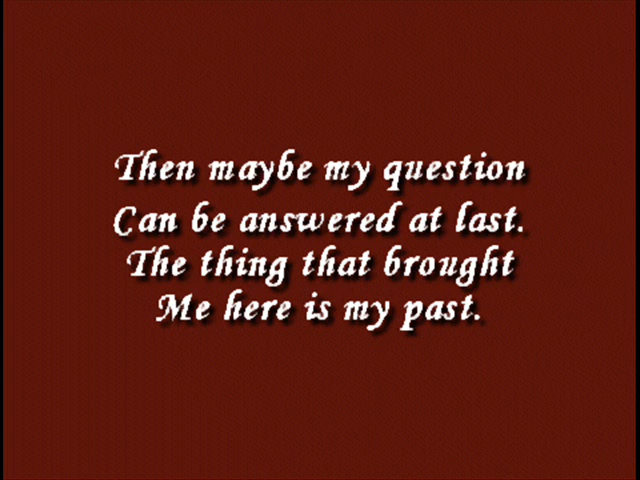 Then maybe my question
Can be answered at last.
The thing that brought
Me here is my past.